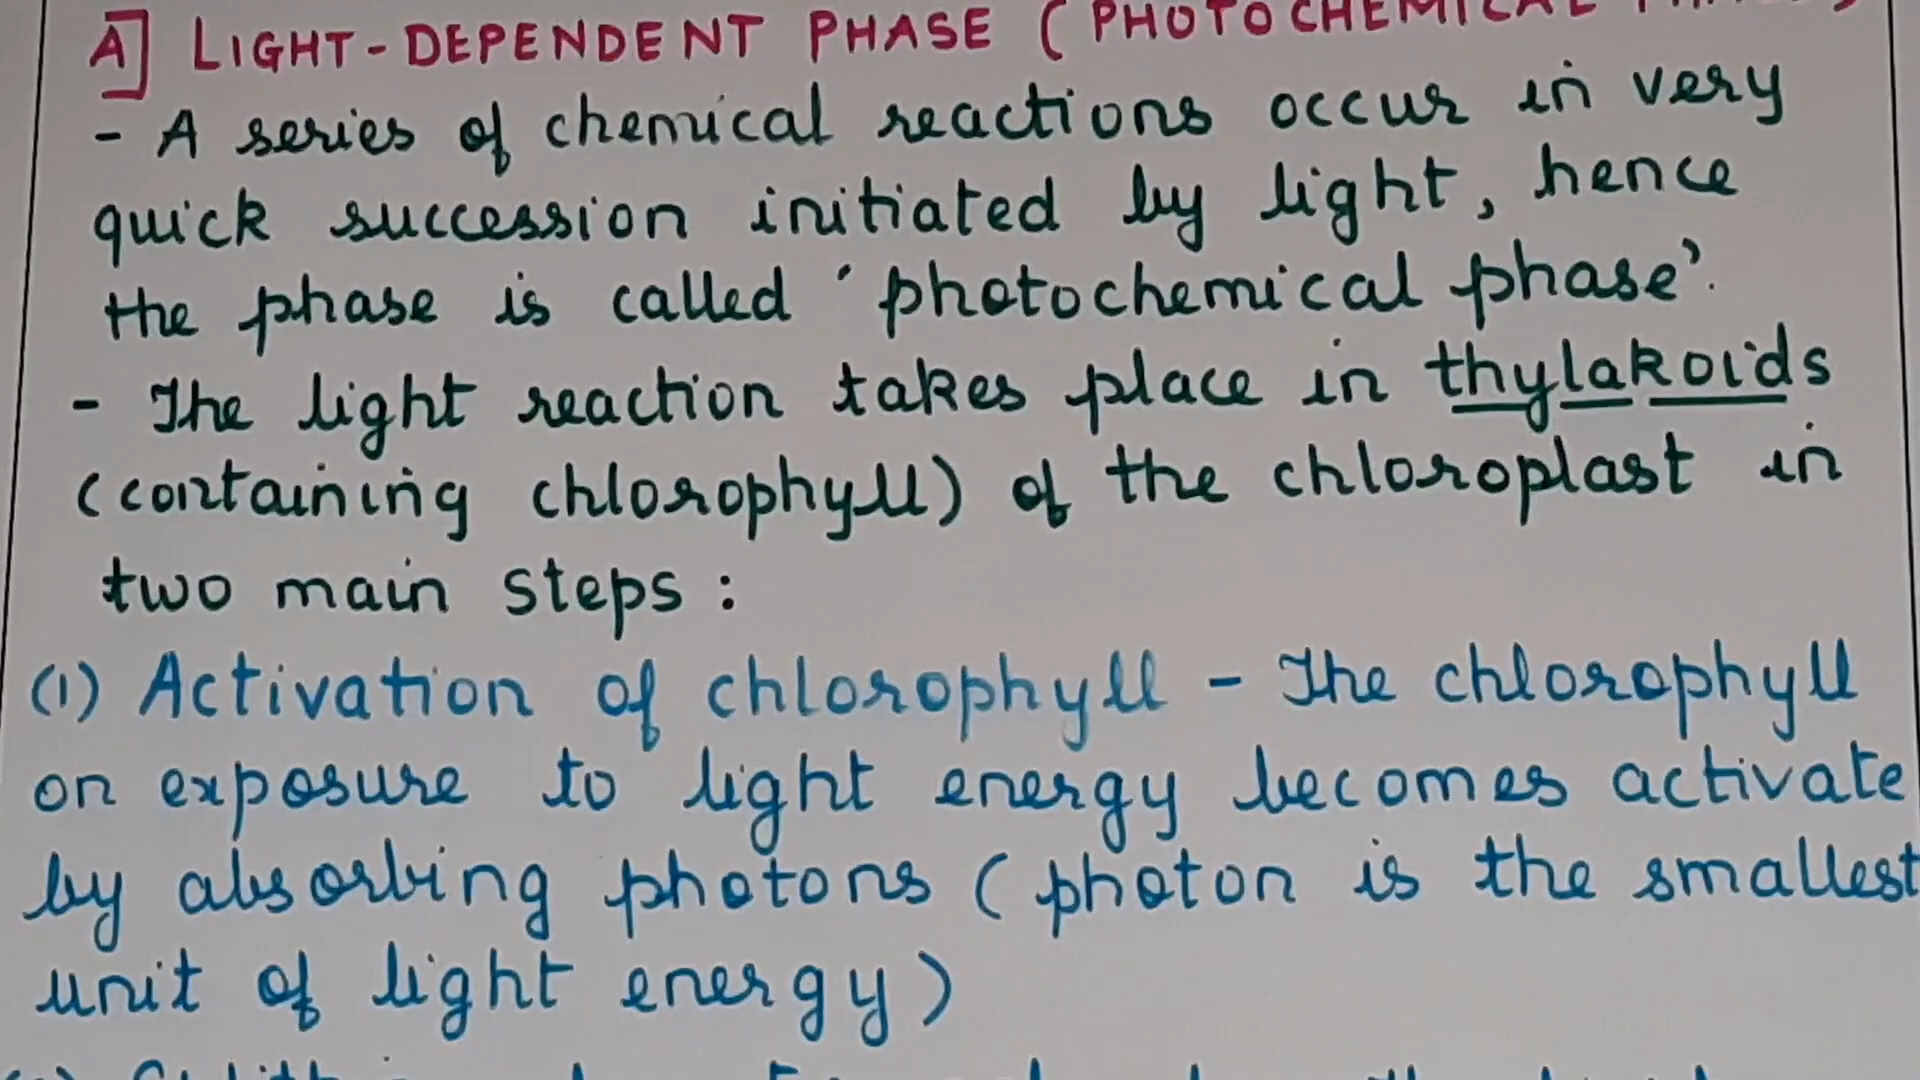 A] LIGHT-DEPENDENT PHASE (PHOTOCHEMICAL
- A series of chemical reactions occur in very
quick succession initiated by light, hence
the phase is called 'photochemical phase'.
- The light reaction takes place in thylakoids
(containing chlorophyll) of the chloroplast in
two main steps :
(1) Activation of chlorophyll - The chlorophyll
on exposure to light energy becomes activate
by absorbing photons (photon is the smallest
unit of light energy)